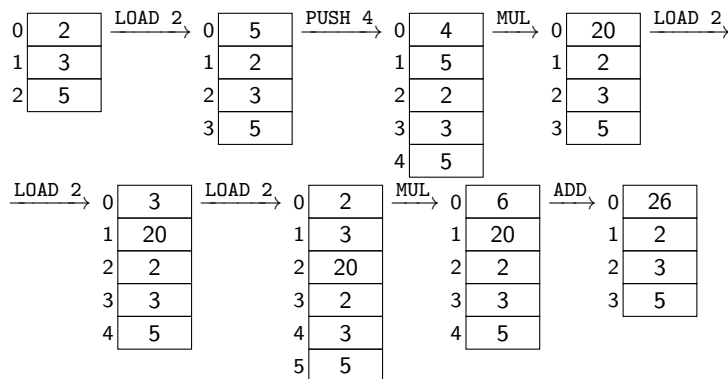 LOAD 2 PUSH 4 MUL LOAD 2
0 2 0 5 0 4 0 20
1 3 1 2 1 5 1 2
2 5 2 3 2 2 2 3
3 5 3 3 3 5
4 5
LOAD 2 LOAD 2 MUL ADD
0 3 0 2 0 6 0 26
1 20 1 3 1 20 1 2
2 2 2 20 2 2 2 3
3 3 3 2 3 3 3 5
4 5 4 3 4 5
5 5